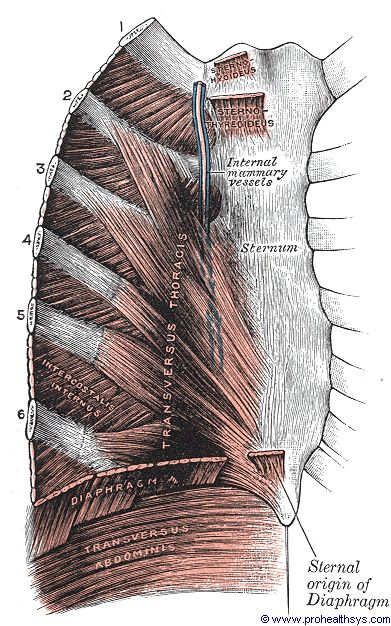 1
STERNO-
HYOIDEUS
2
STERNO-
THYREOIDEUS
Internal
mammary
vessels
3
Sternum
4
TRANSVERSUS THORACIS
5
INTERCOSTALIS
INTERNUS
6
DIAPHRAGM
TRANSVERSUS
ABDOMINIS
Sternal
origin of
Diaphragm
© www.prohealthsys.com